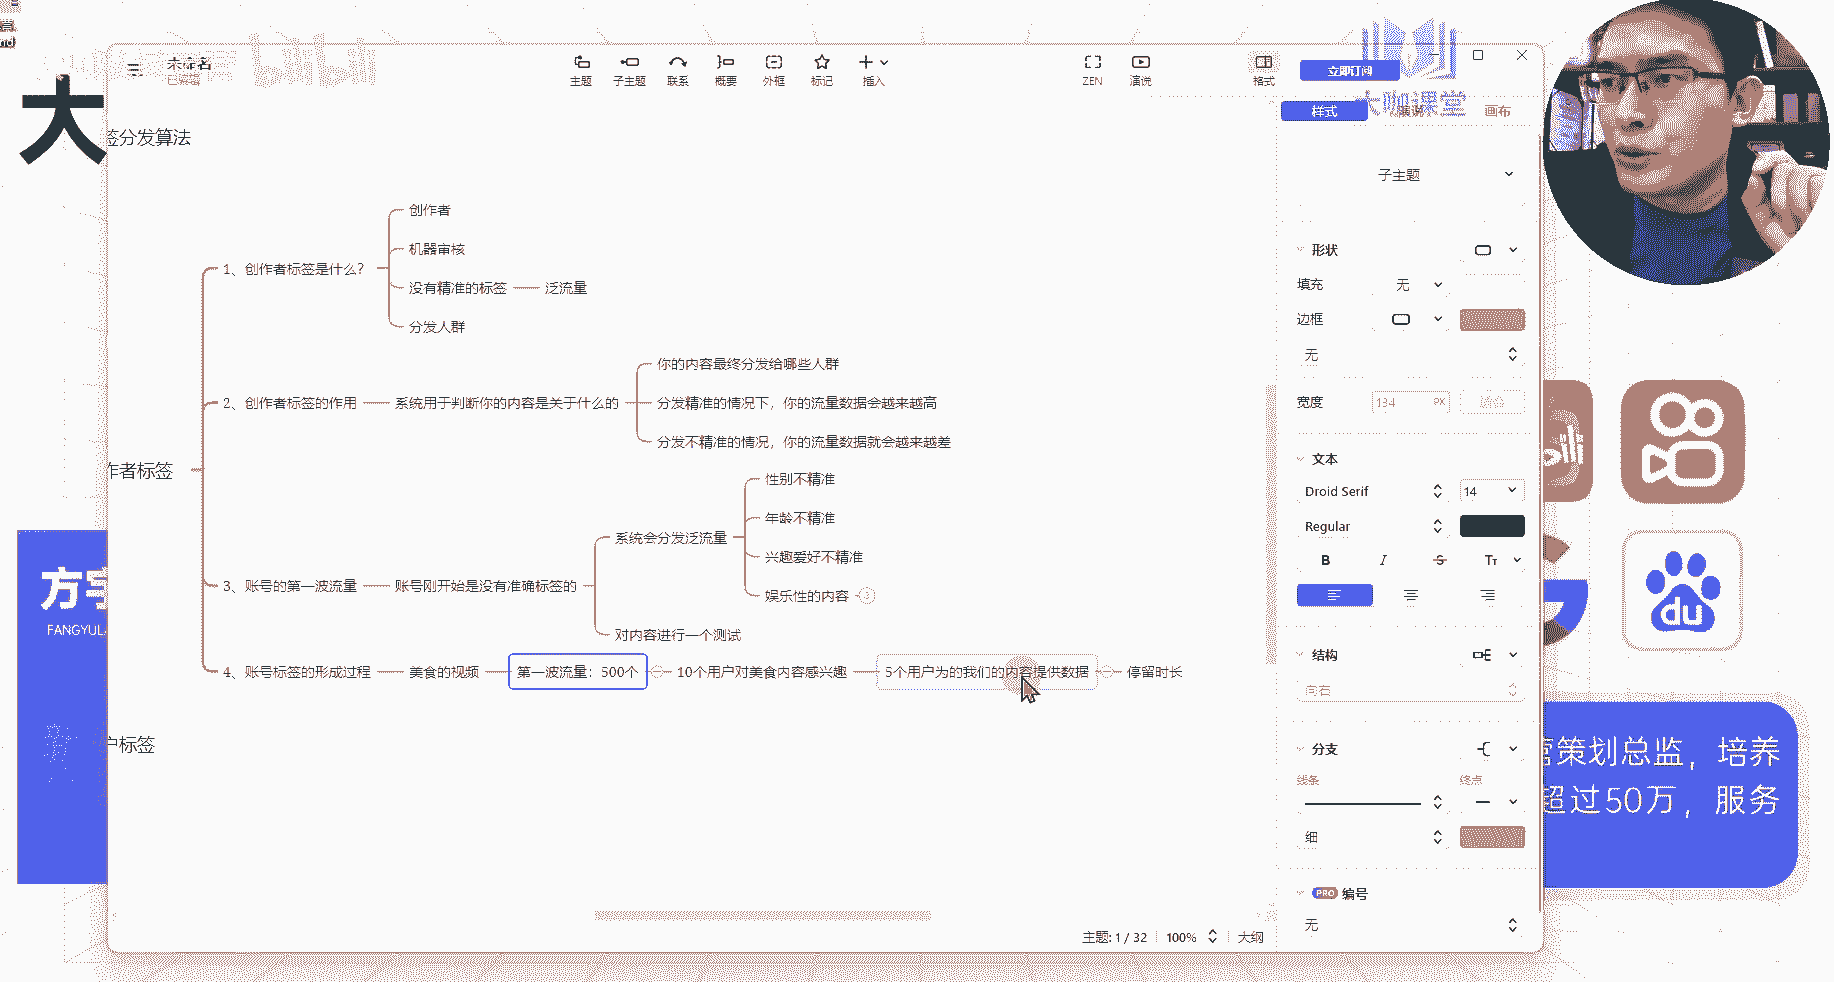 未命名
已编辑
主题
子主题
联系
概要
外框
标记
插入
ZEN
演说
格式
立即订阅
大咖课堂
样式
演说
画布
大
签分发算法
子主题
创作者
机器审核
1、创作者标签是什么?
没有精准的标签
泛流量
分发人群
形状
填充
无
边框
无
你的内容最终分发给哪些人群
2、创作者标签的作用
系统用于判断你的内容是关于什么的
分发精准的情况下，你的流量数据会越来越高
分发不精准的情况，你的流量数据就会越来越差
宽度
134
PX
适合
作者标签
文本
Droid Serif
14
Regular
B
I
S
TT
性别不精准
年龄不精准
系统会分发泛流量
兴趣爱好不精准
3、账号的第一波流量
账号刚开始是没有准确标签的
娱乐性的内容
3
对内容进行一个测试
4、账号标签的形成过程
美食的视频
第一波流量：500个
10个用户对美食内容感兴趣
5个用户为的我们的内容提供数据
停留时长
结构
向右
户标签
分支
线条
终点
细
PRO
编号
无
主题: 1 / 32
100%
大纲
FANGYU
du
营策划总监，培养
超过50万，服务